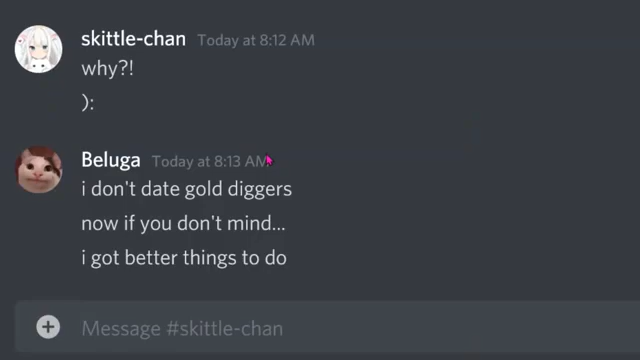 skittle-chan Today at 8:12 AM
why?!
):
Beluga Today at 8:13 AM
i don't date gold diggers
now if you don't mind...
i got better things to do
Message #skittle-chan